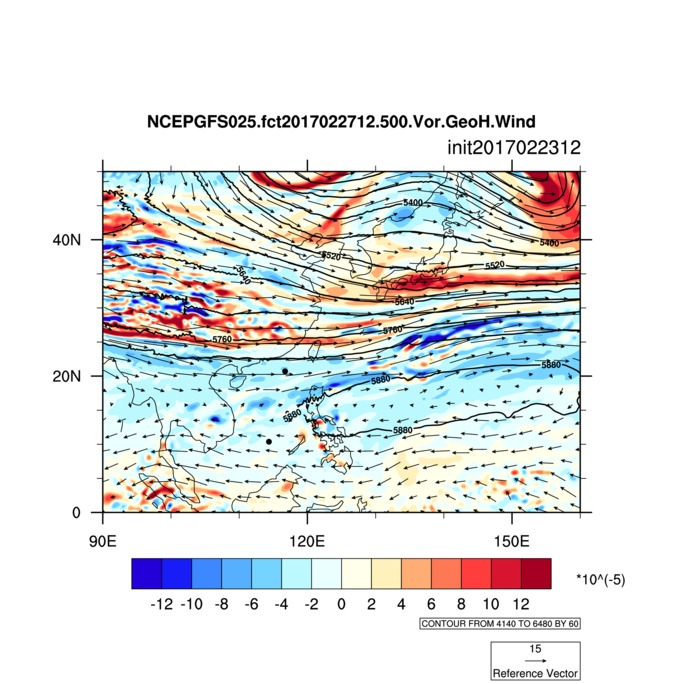 NCEPGFS025.fct2017022712.500.Vor.GeoH.Wind
init2017022312
5400
40N
5400
5520
5520
5640
5640
5760
5760
5880
20N
5880
5880
5880
0
90E 120E 150E
-12 -10 -8 -6 -4 -2 0 2 4 6 8 10 12
*10^(-5)
CONTOUR FROM 4140 TO 6480 BY 60
15
Reference Vector